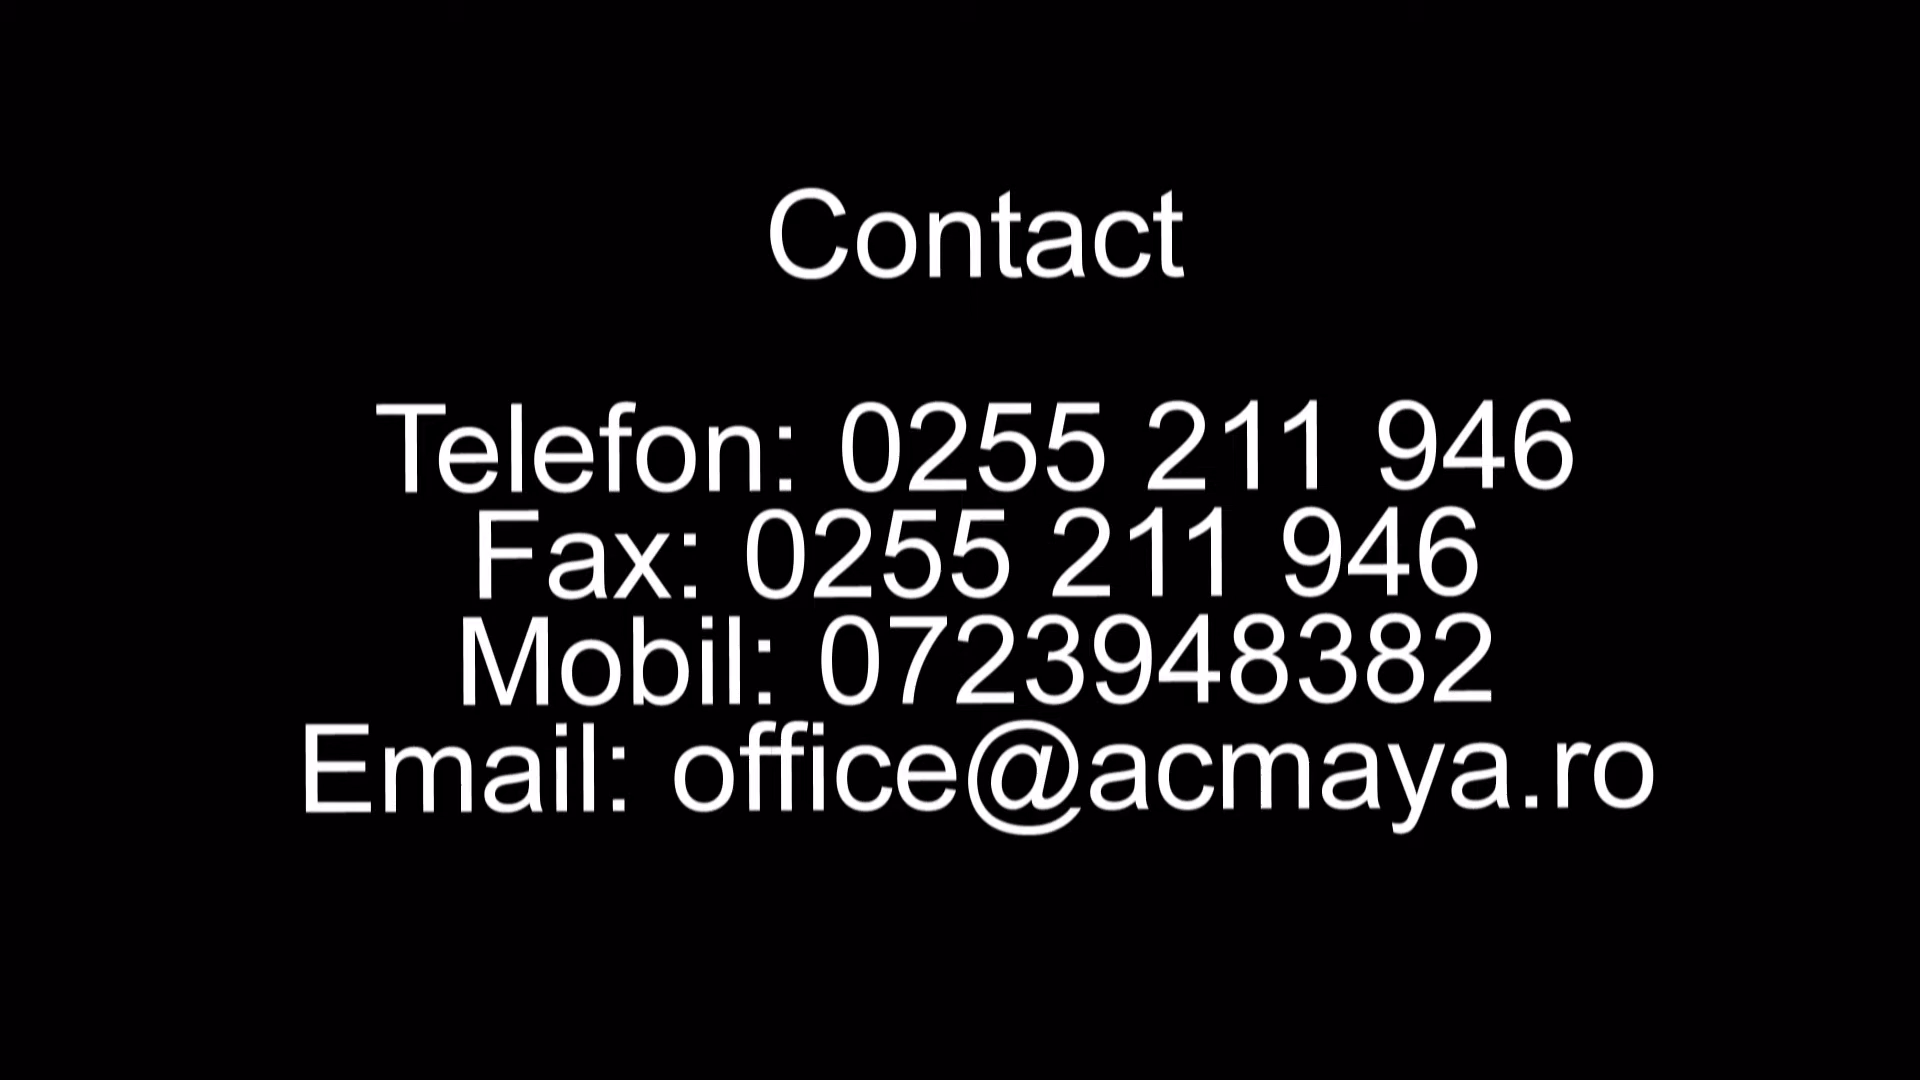 Contact
Telefon: 0255 211 946
Fax: 0255 211 946
Mobil: 0723948382
Email: office@acmaya.ro